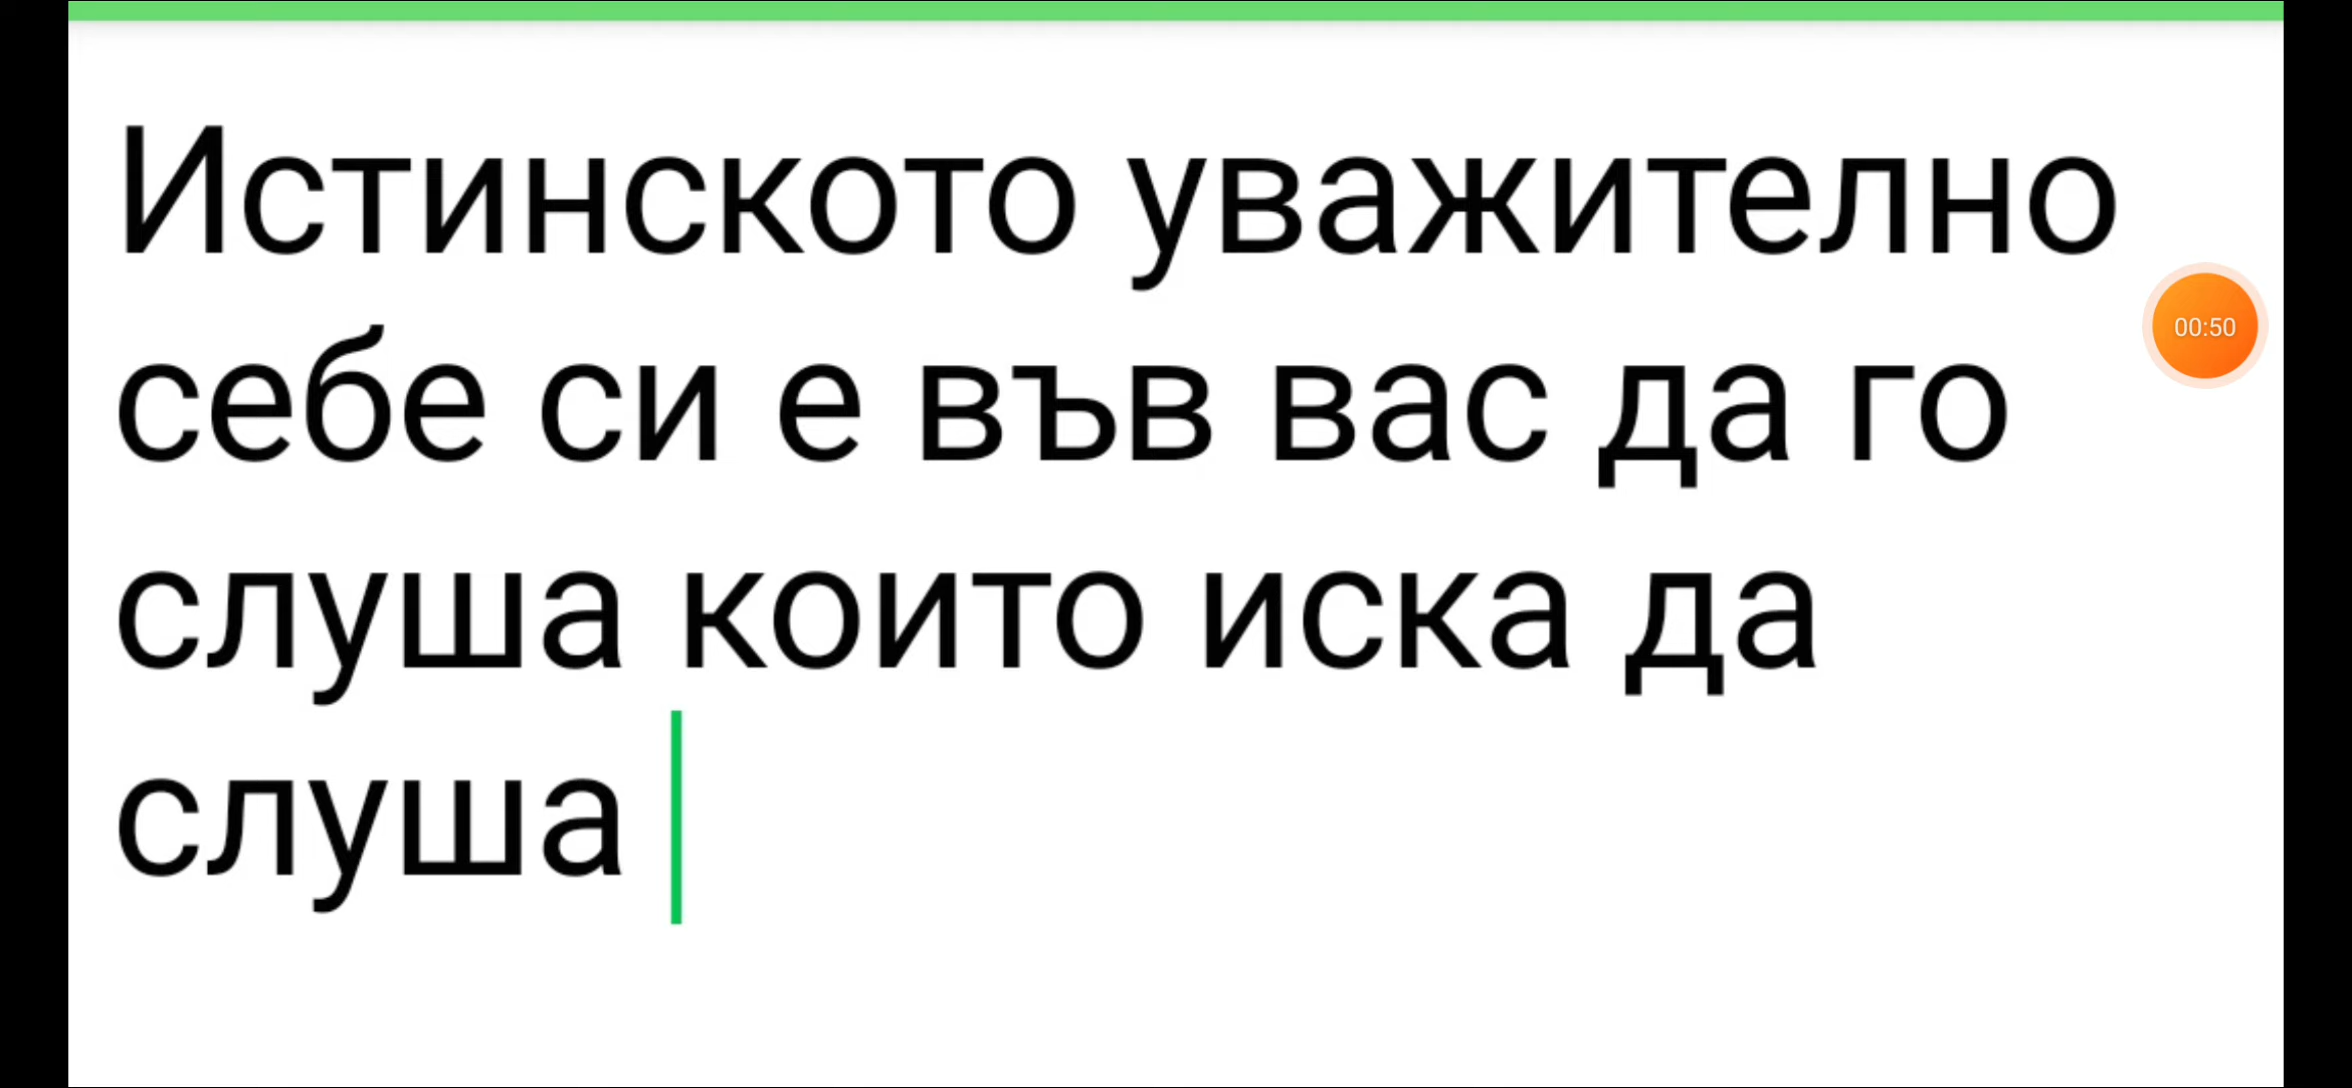 Истинското уважително
себе си е във вас да го
слуша които иска да
слуша
00:50